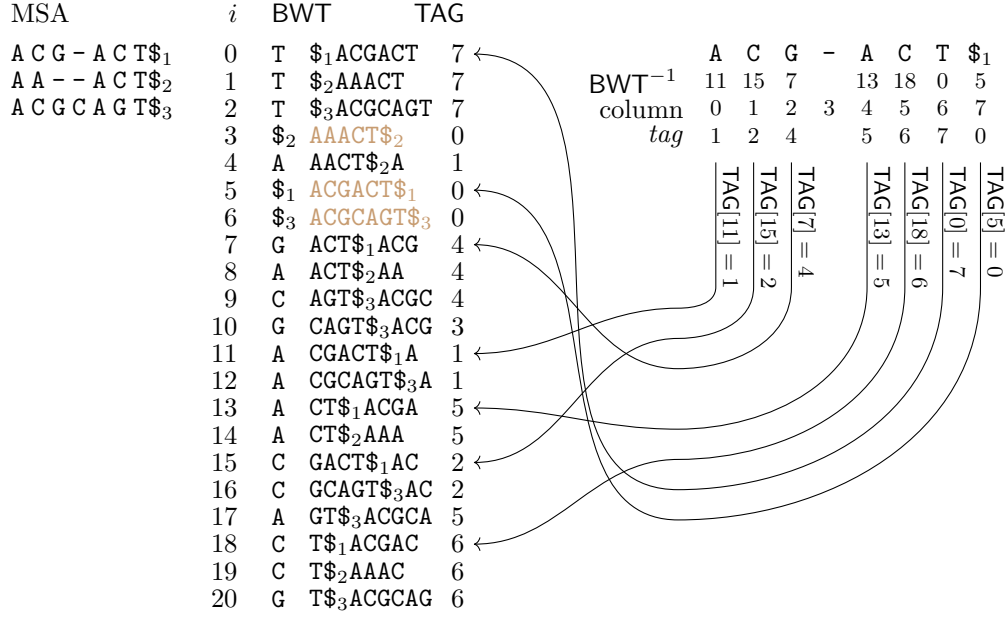 MSA i BWT TAG
A C G - A C T $₁ 0 T $₁ACGACT 7 A C G - A C T $₁
A A - - A C T $₂ 1 T $₂AAACT 7 BWT⁻¹ 11 15 7 13 18 0 5
A C G C A G T $₃ 2 T $₃ACGCAGT 7 column 0 1 2 3 4 5 6 7
3 $₂ AAACT$₂ 0 tag 1 2 4 5 6 7 0
4 A AACT$₂A 1
5 $₁ ACGACT$₁ 0
6 $₃ ACGCAGT$₃ 0
7 G ACT$₁ACG 4
8 A ACT$₂AA 4
9 C AGT$₃ACGC 4
10 G CAGT$₃ACG 3
11 A CGACT$₁A 1
12 A CGCAGT$₃A 1
13 A CT$₁ACGA 5
14 A CT$₂AAA 5
15 C GACT$₁AC 2
16 C GCAGT$₃AC 2
17 A GT$₃ACGCA 5
18 C T$₁ACGAC 6
19 C T$₂AAAC 6
20 G T$₃ACGCAG 6
TAG[11] = 1
TAG[15] = 2
TAG[7] = 4
TAG[13] = 5
TAG[18] = 6
TAG[0] = 7
TAG[5] = 0